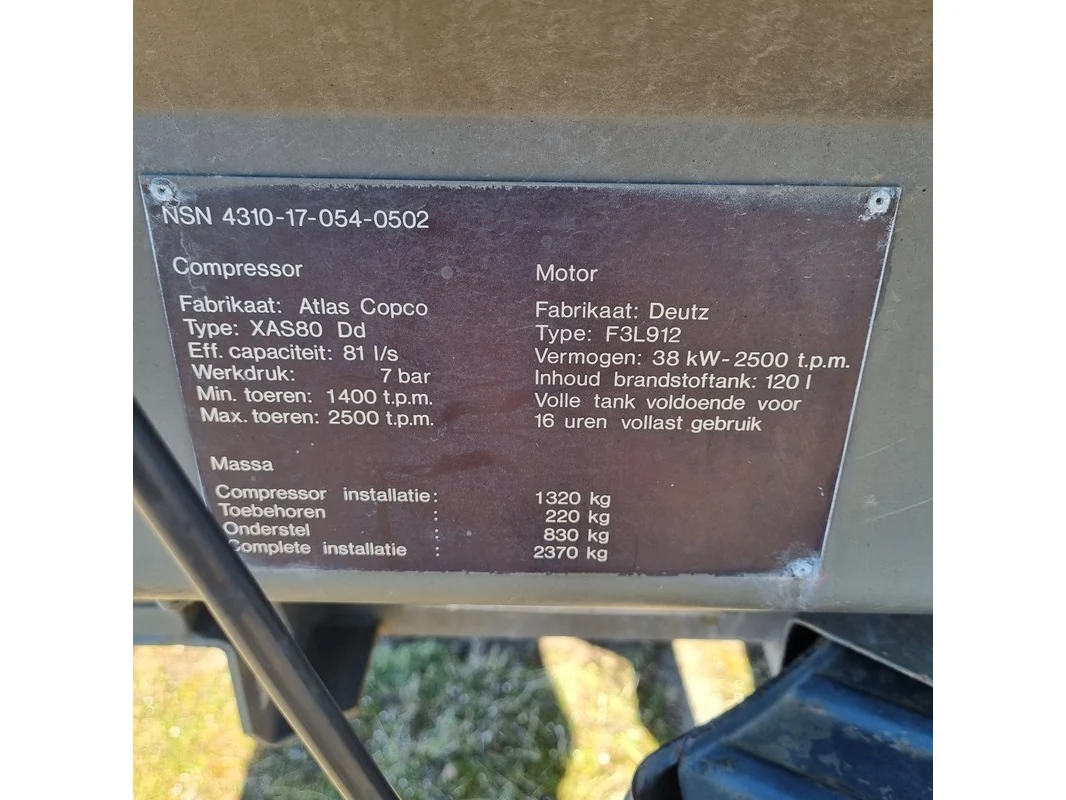 NSN 4310-17-054-0502
Compressor
Fabrikaat: Atlas Copco
Type: XAS80 Dd
Eff. capaciteit: 81 l/s
Werkdruk: 7 bar
Min. toeren: 1400 t.p.m.
Max. toeren: 2500 t.p.m.
Motor
Fabrikaat: Deutz
Type: F3L912
Vermogen: 38 kW-2500 t.p.m.
Inhoud brandstoftank: 120 l
Volle tank voldoende voor
16 uren vollast gebruik
Massa
Compressor installatie: 1320 kg
Toebehoren : 220 kg
Onderstel : 830 kg
Complete installatie : 2370 kg